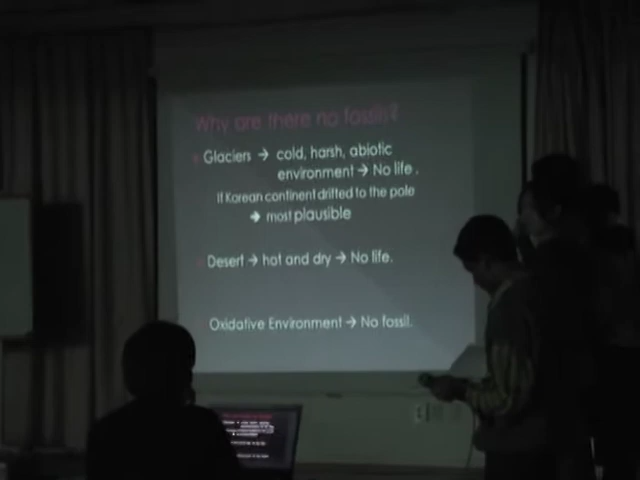 Why are there no fossils?
Glaciers → cold, harsh, abiotic
environment → No life.
If Korean continent drifted to the pole
→ most plausible
Desert → hot and dry → No life.
Oxidative Environment → No fossil.